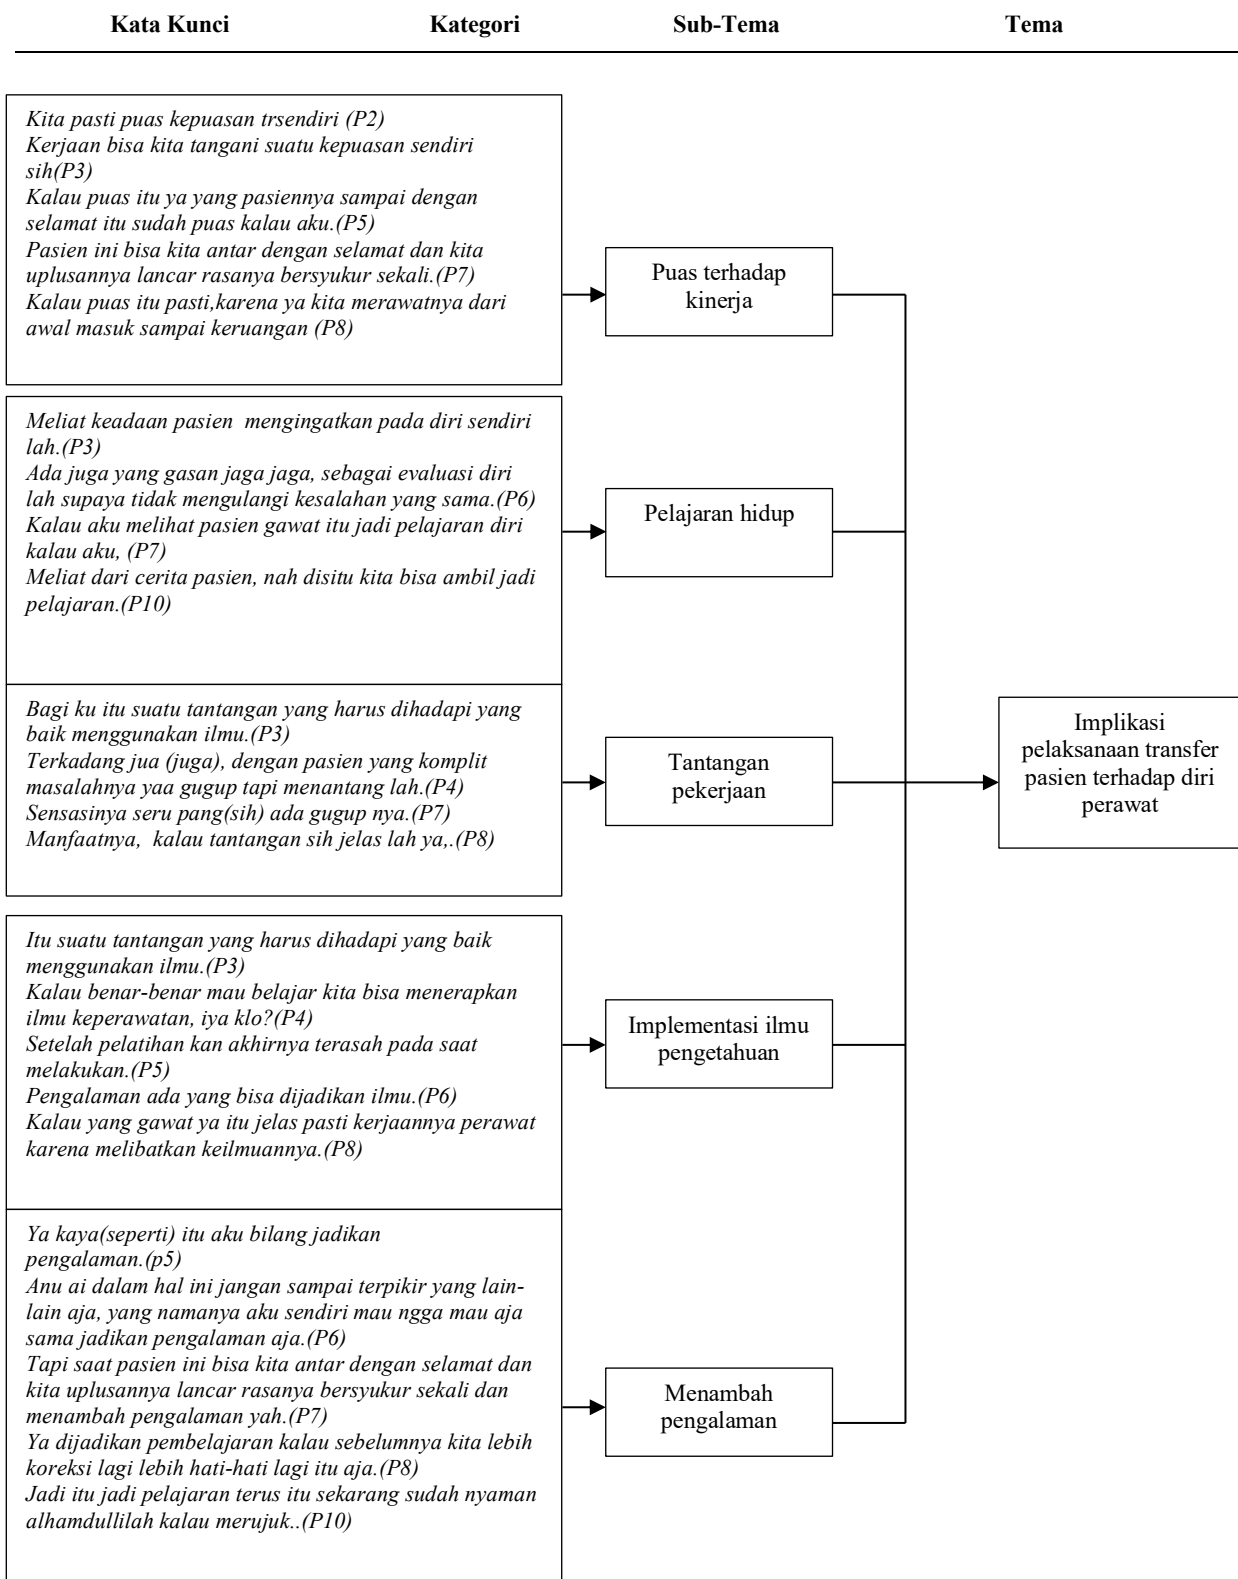 Kata Kunci Kategori Sub-Tema Tema
Kita pasti puas kepuasan trsendiri (P2)
Kerjaan bisa kita tangani suatu kepuasan sendiri
sih(P3)
Kalau puas itu ya yang pasiennya sampai dengan
selamat itu sudah puas kalau aku.(P5)
Pasien ini bisa kita antar dengan selamat dan kita
uplusannya lancar rasanya bersyukur sekali.(P7)
Kalau puas itu pasti,karena ya kita merawatnya dari
awal masuk sampai keruangan (P8)
Puas terhadap
kinerja
Meliat keadaan pasien  mengingatkan pada diri sendiri
lah.(P3)
Ada juga yang gasan jaga jaga, sebagai evaluasi diri
lah supaya tidak mengulangi kesalahan yang sama.(P6)
Kalau aku melihat pasien gawat itu jadi pelajaran diri
kalau aku, (P7)
Meliat dari cerita pasien, nah disitu kita bisa ambil jadi
pelajaran.(P10)
Pelajaran hidup
Bagi ku itu suatu tantangan yang harus dihadapi yang
baik menggunakan ilmu.(P3)
Terkadang jua (juga), dengan pasien yang komplit
masalahnya yaa gugup tapi menantang lah.(P4)
Sensasinya seru pang(sih) ada gugup nya.(P7)
Manfaatnya,  kalau tantangan sih jelas lah ya,.(P8)
Tantangan
pekerjaan
Implikasi
pelaksanaan transfer
pasien terhadap diri
perawat
Itu suatu tantangan yang harus dihadapi yang baik
menggunakan ilmu.(P3)
Kalau benar-benar mau belajar kita bisa menerapkan
ilmu keperawatan, iya klo?(P4)
Setelah pelatihan kan akhirnya terasah pada saat
melakukan.(P5)
Pengalaman ada yang bisa dijadikan ilmu.(P6)
Kalau yang gawat ya itu jelas pasti kerjaannya perawat
karena melibatkan keilmuannya.(P8)
Implementasi ilmu
pengetahuan
Ya kaya(seperti) itu aku bilang jadikan
pengalaman.(p5)
Anu ai dalam hal ini jangan sampai terpikir yang lain-
lain aja, yang namanya aku sendiri mau ngga mau aja
sama jadikan pengalaman aja.(P6)
Tapi saat pasien ini bisa kita antar dengan selamat dan
kita uplusannya lancar rasanya bersyukur sekali dan
menambah pengalaman yah.(P7)
Ya dijadikan pembelajaran kalau sebelumnya kita lebih
koreksi lagi lebih hati-hati lagi itu aja.(P8)
Jadi itu jadi pelajaran terus itu sekarang sudah nyaman
alhamdullilah kalau merujuk..(P10)
Menambah
pengalaman